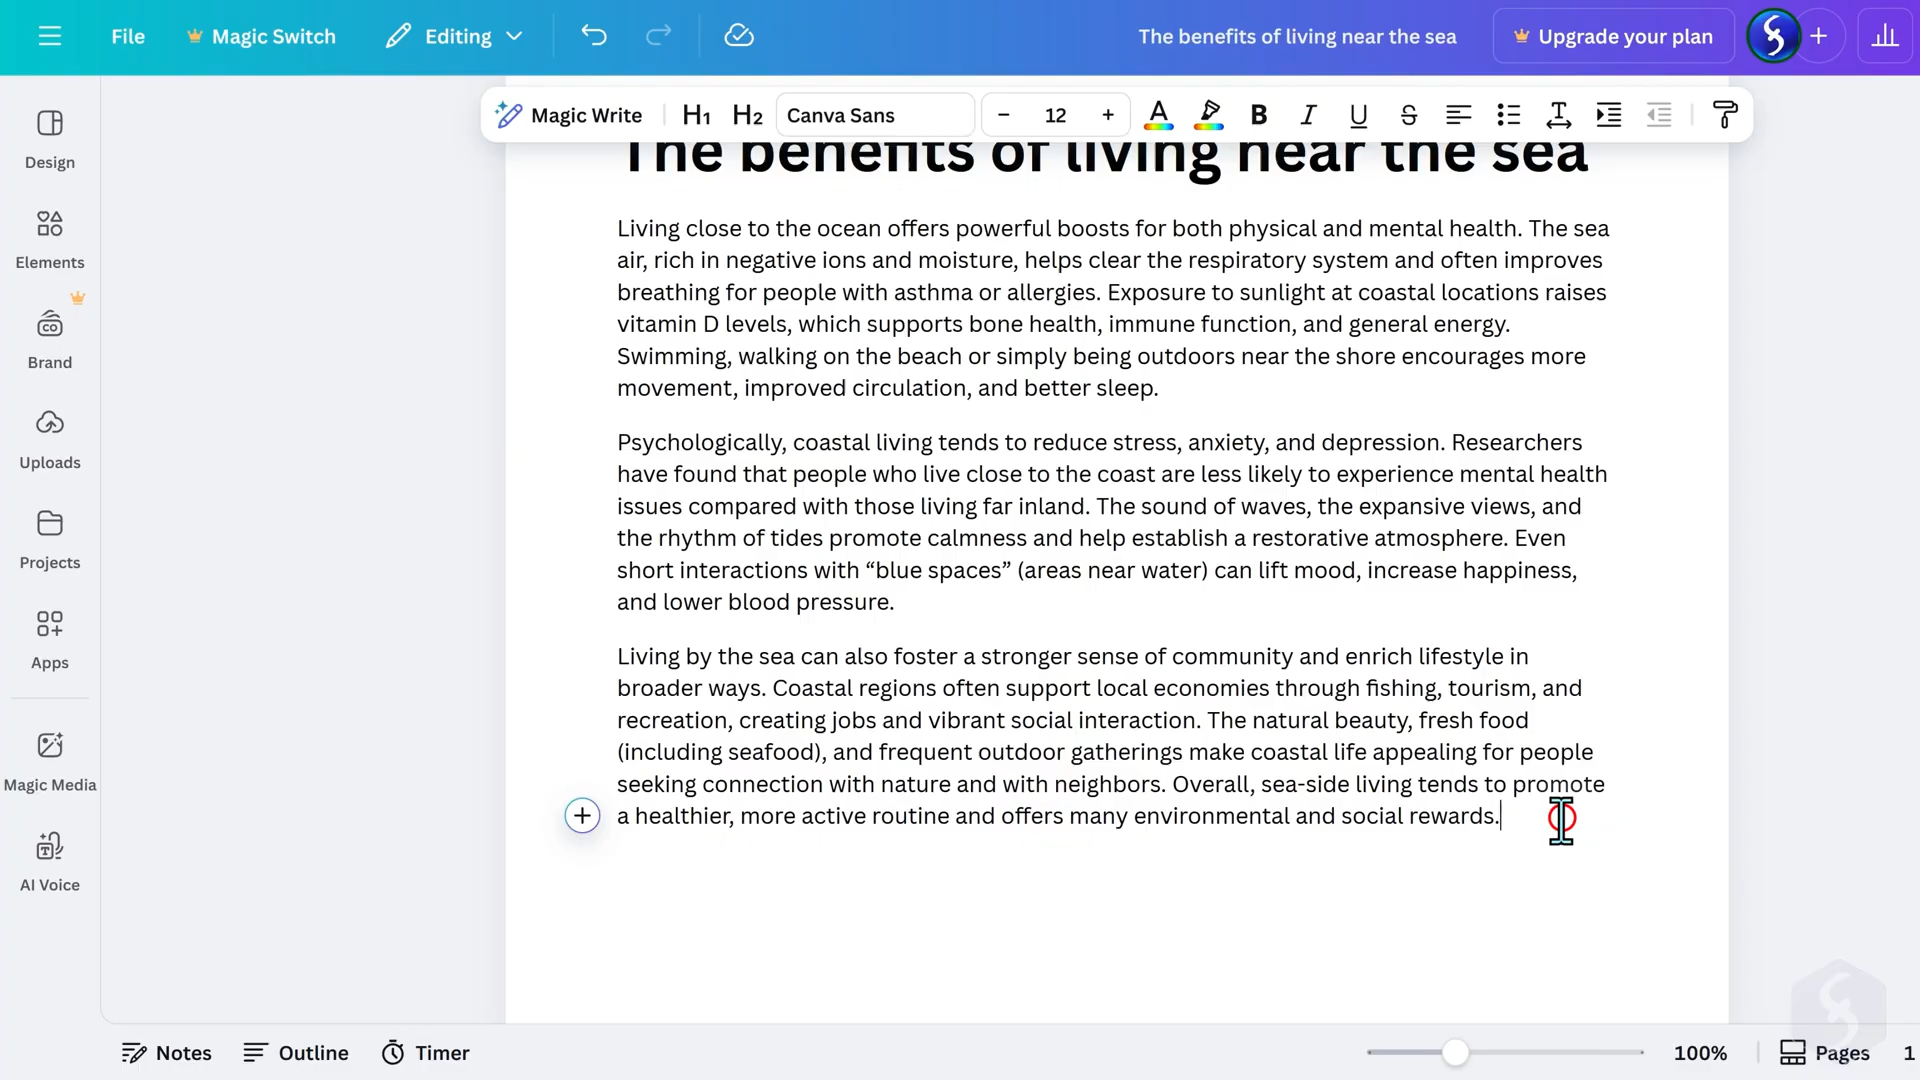 File
Magic Switch
Editing
The benefits of living near the sea
Upgrade your plan
Magic Write
H1
H2
Canva Sans
12
Design
Elements
Brand
Uploads
Projects
Apps
Magic Media
AI Voice
The benefits of living near the sea
Living close to the ocean offers powerful boosts for both physical and mental health. The sea
air, rich in negative ions and moisture, helps clear the respiratory system and often improves
breathing for people with asthma or allergies. Exposure to sunlight at coastal locations raises
vitamin D levels, which supports bone health, immune function, and general energy.
Swimming, walking on the beach or simply being outdoors near the shore encourages more
movement, improved circulation, and better sleep.
Psychologically, coastal living tends to reduce stress, anxiety, and depression. Researchers
have found that people who live close to the coast are less likely to experience mental health
issues compared with those living far inland. The sound of waves, the expansive views, and
the rhythm of tides promote calmness and help establish a restorative atmosphere. Even
short interactions with “blue spaces” (areas near water) can lift mood, increase happiness,
and lower blood pressure.
Living by the sea can also foster a stronger sense of community and enrich lifestyle in
broader ways. Coastal regions often support local economies through fishing, tourism, and
recreation, creating jobs and vibrant social interaction. The natural beauty, fresh food
(including seafood), and frequent outdoor gatherings make coastal life appealing for people
seeking connection with nature and with neighbors. Overall, sea-side living tends to promote
a healthier, more active routine and offers many environmental and social rewards.
Notes
Outline
Timer
100%
Pages
1